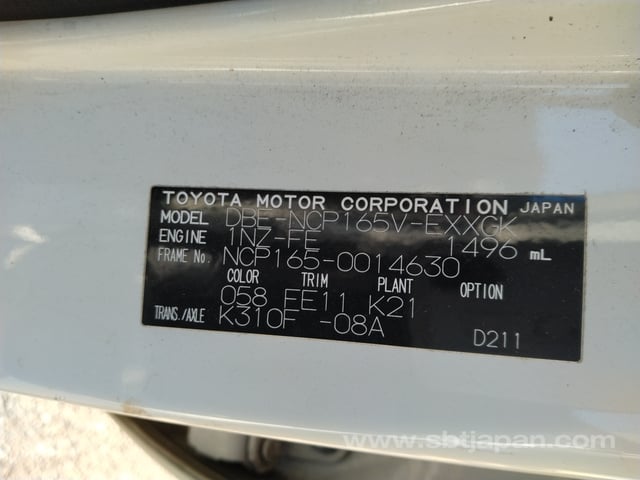 TOYOTA MOTOR CORPORATION JAPAN
MODEL DBE-NCP165V-EXXGK
ENGINE 1NZ-FE 1496 mL
FRAME No. NCP165-0014630
COLOR TRIM PLANT OPTION
058 FE11 K21
TRANS./AXLE K310F -08A
D211
www.sbtjapan.com